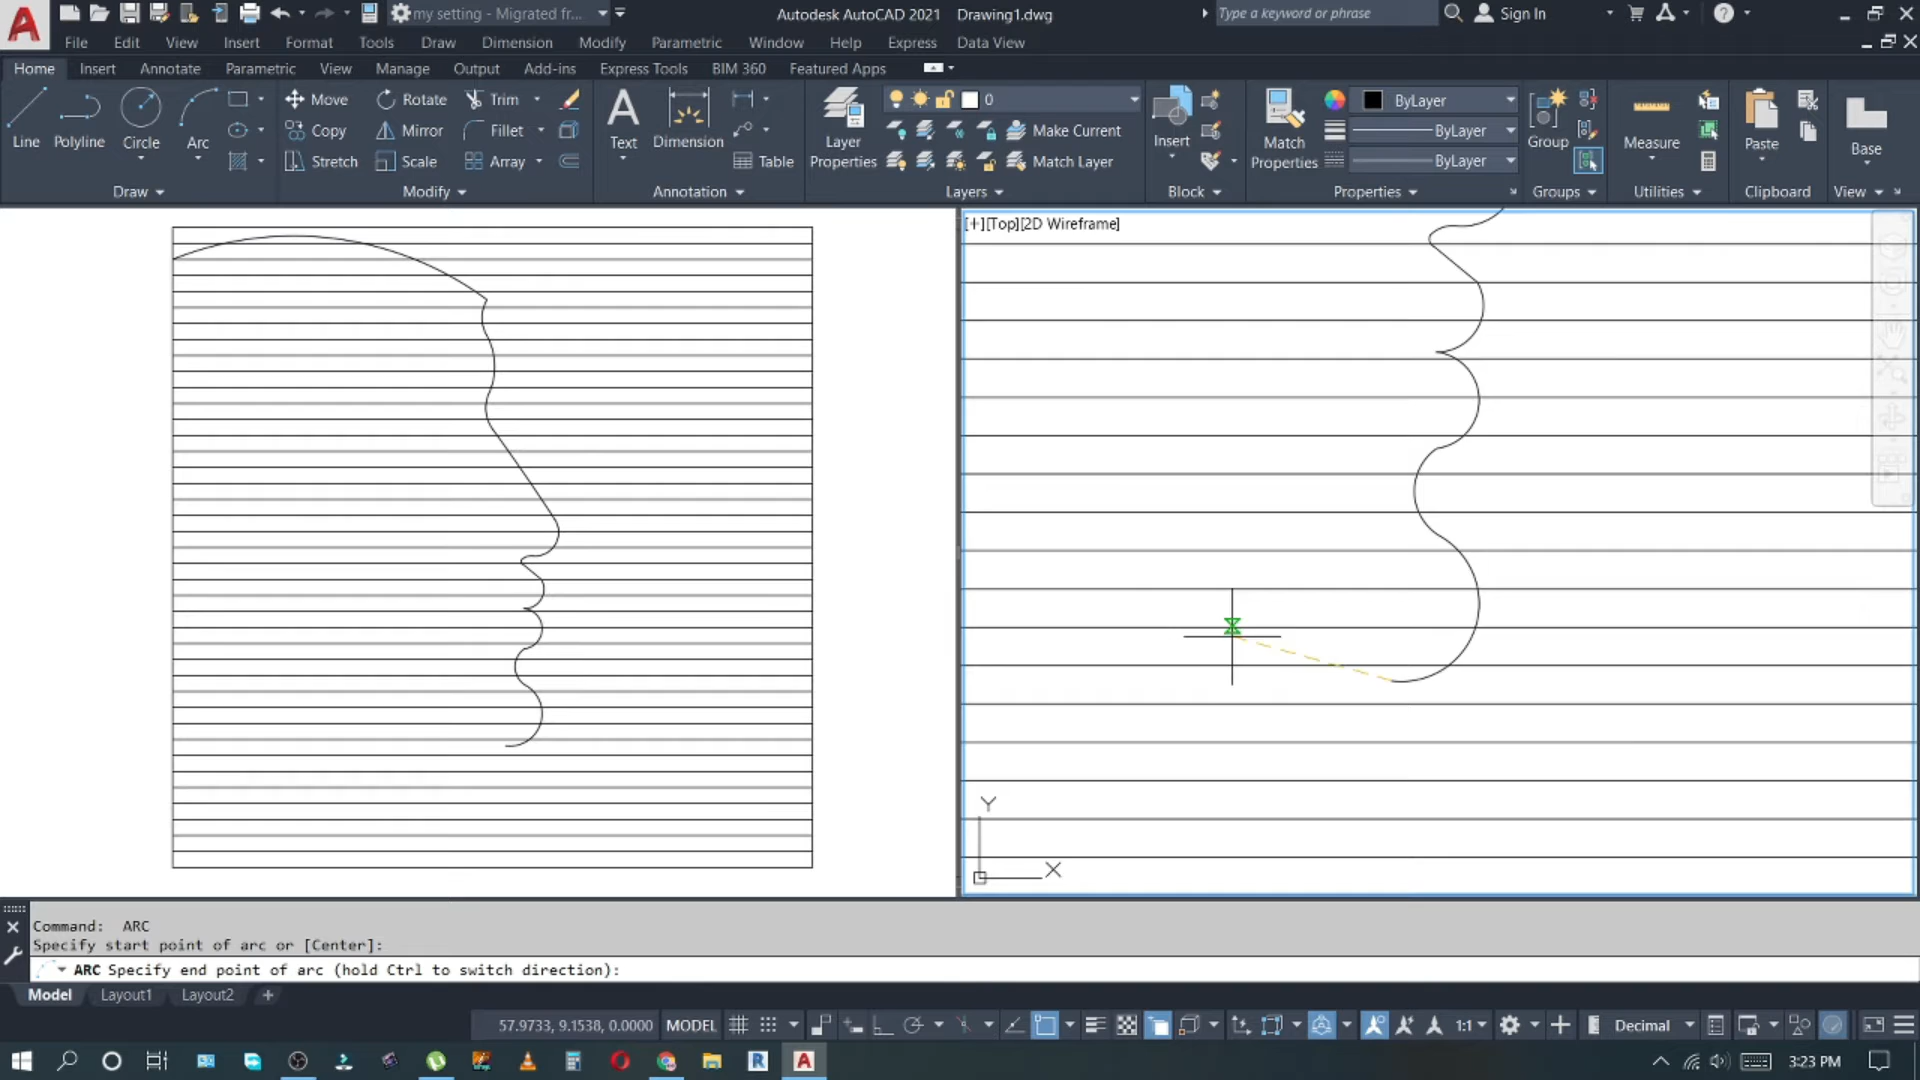 my setting - Migrated fr...
Autodesk AutoCAD 2021 Drawing1.dwg
Type a keyword or phrase
Sign In
File Edit View Insert Format Tools Draw Dimension Modify Parametric Window Help Express Data View
Home Insert Annotate Parametric View Manage Output Add-ins Express Tools BIM 360 Featured Apps
Line Polyline Circle Arc
Move Rotate Trim
Copy Mirror Fillet
Stretch Scale Array
Text Dimension
Table
Layer Properties
0
Make Current
Match Layer
Insert
Match Properties
ByLayer
ByLayer
ByLayer
Group
Measure
Paste
Base
Draw Modify Annotation Layers Block Properties Groups Utilities Clipboard View
[+][Top][2D Wireframe]
Y
X
Command: ARC
Specify start point of arc or [Center]:
ARC Specify end point of arc (hold Ctrl to switch direction):
Model Layout1 Layout2 +
57.9733, 9.1538, 0.0000 MODEL 1:1 Decimal
3:23 PM